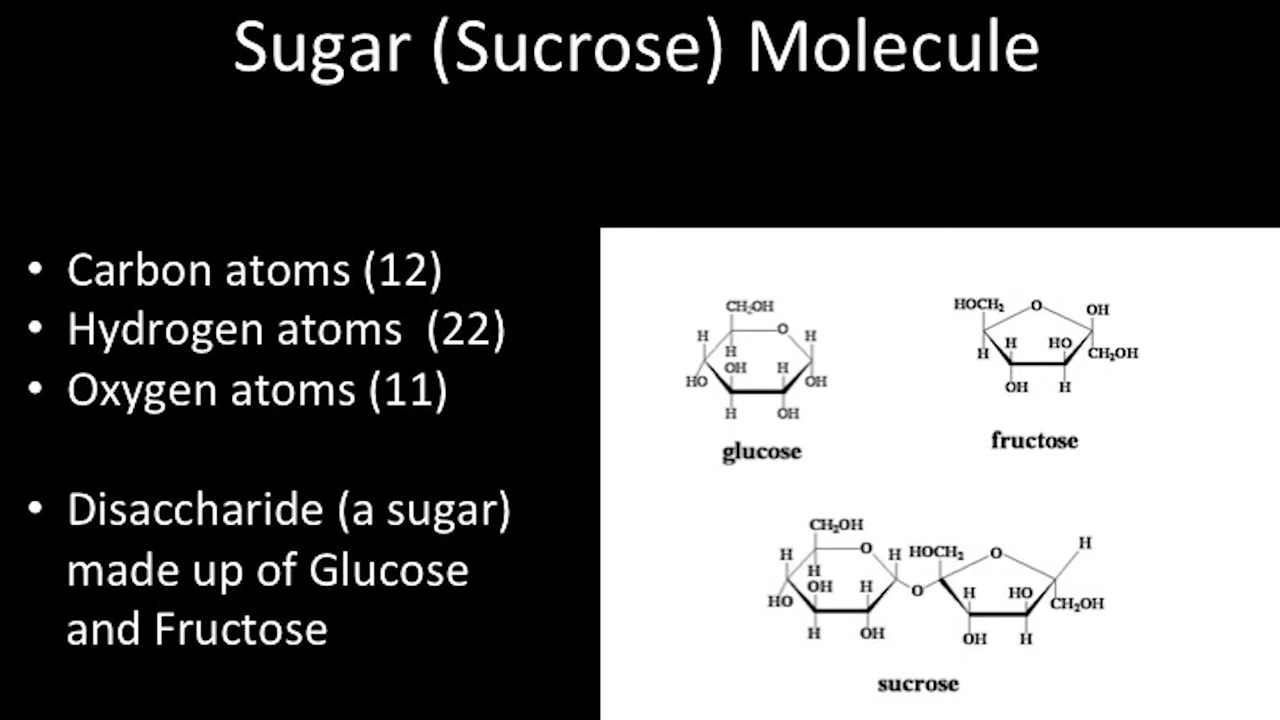 Sugar (Sucrose) Molecule
• Carbon atoms (12)
• Hydrogen atoms (22)
• Oxygen atoms (11)
• Disaccharide (a sugar)
made up of Glucose
and Fructose
CH₂OH
H O H
H
OH H
HO OH
H OH
glucose
HOCH₂ O OH
H H HO CH₂OH
OH H
fructose
CH₂OH
H O H HOCH₂ O H
H
OH H O H HO
HO CH₂OH
H OH OH H
sucrose